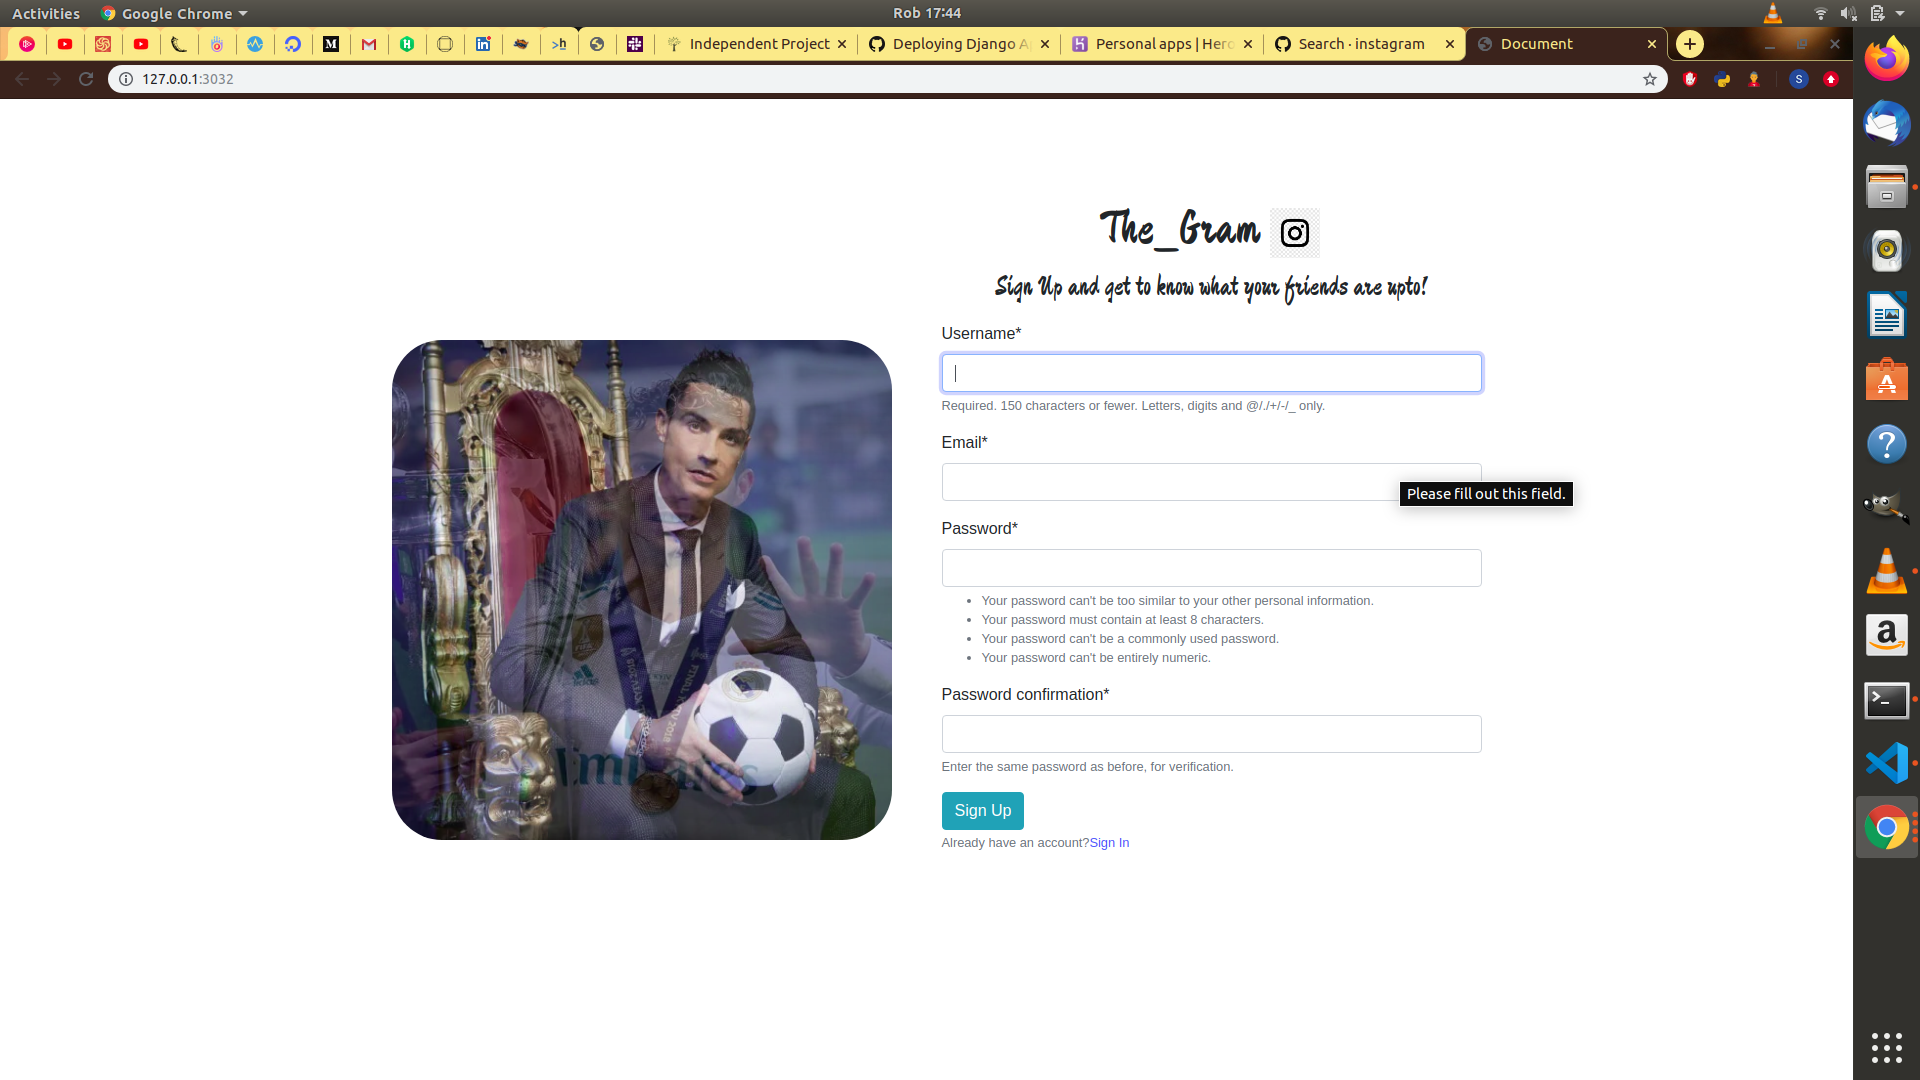 Activities
Google Chrome
Rob 17:44
Independent Project
Deploying Django A
Personal apps | Hero
Search · instagram
Document
127.0.0.1:3032
The_Gram
Sign Up and get to know what your friends are upto!
Username*
Required. 150 characters or fewer. Letters, digits and @/./+/-/_ only.
Email*
Please fill out this field.
Password*
Your password can't be too similar to your other personal information.
Your password must contain at least 8 characters.
Your password can't be a commonly used password.
Your password can't be entirely numeric.
Password confirmation*
Enter the same password as before, for verification.
Sign Up
Already have an account?Sign In